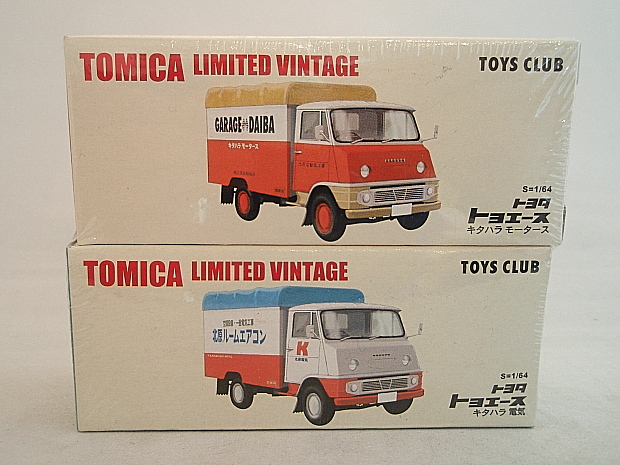 TOMICA LIMITED VINTAGE
TOYS CLUB
GARAGE DAIBA
キタハラ モータース
S=1/64
トヨタ
トヨエース
キタハラ モータース
TOMICA LIMITED VINTAGE
TOYS CLUB
北原ルームエアコン
K
S=1/64
トヨタ
トヨエース
キタハラ 電気